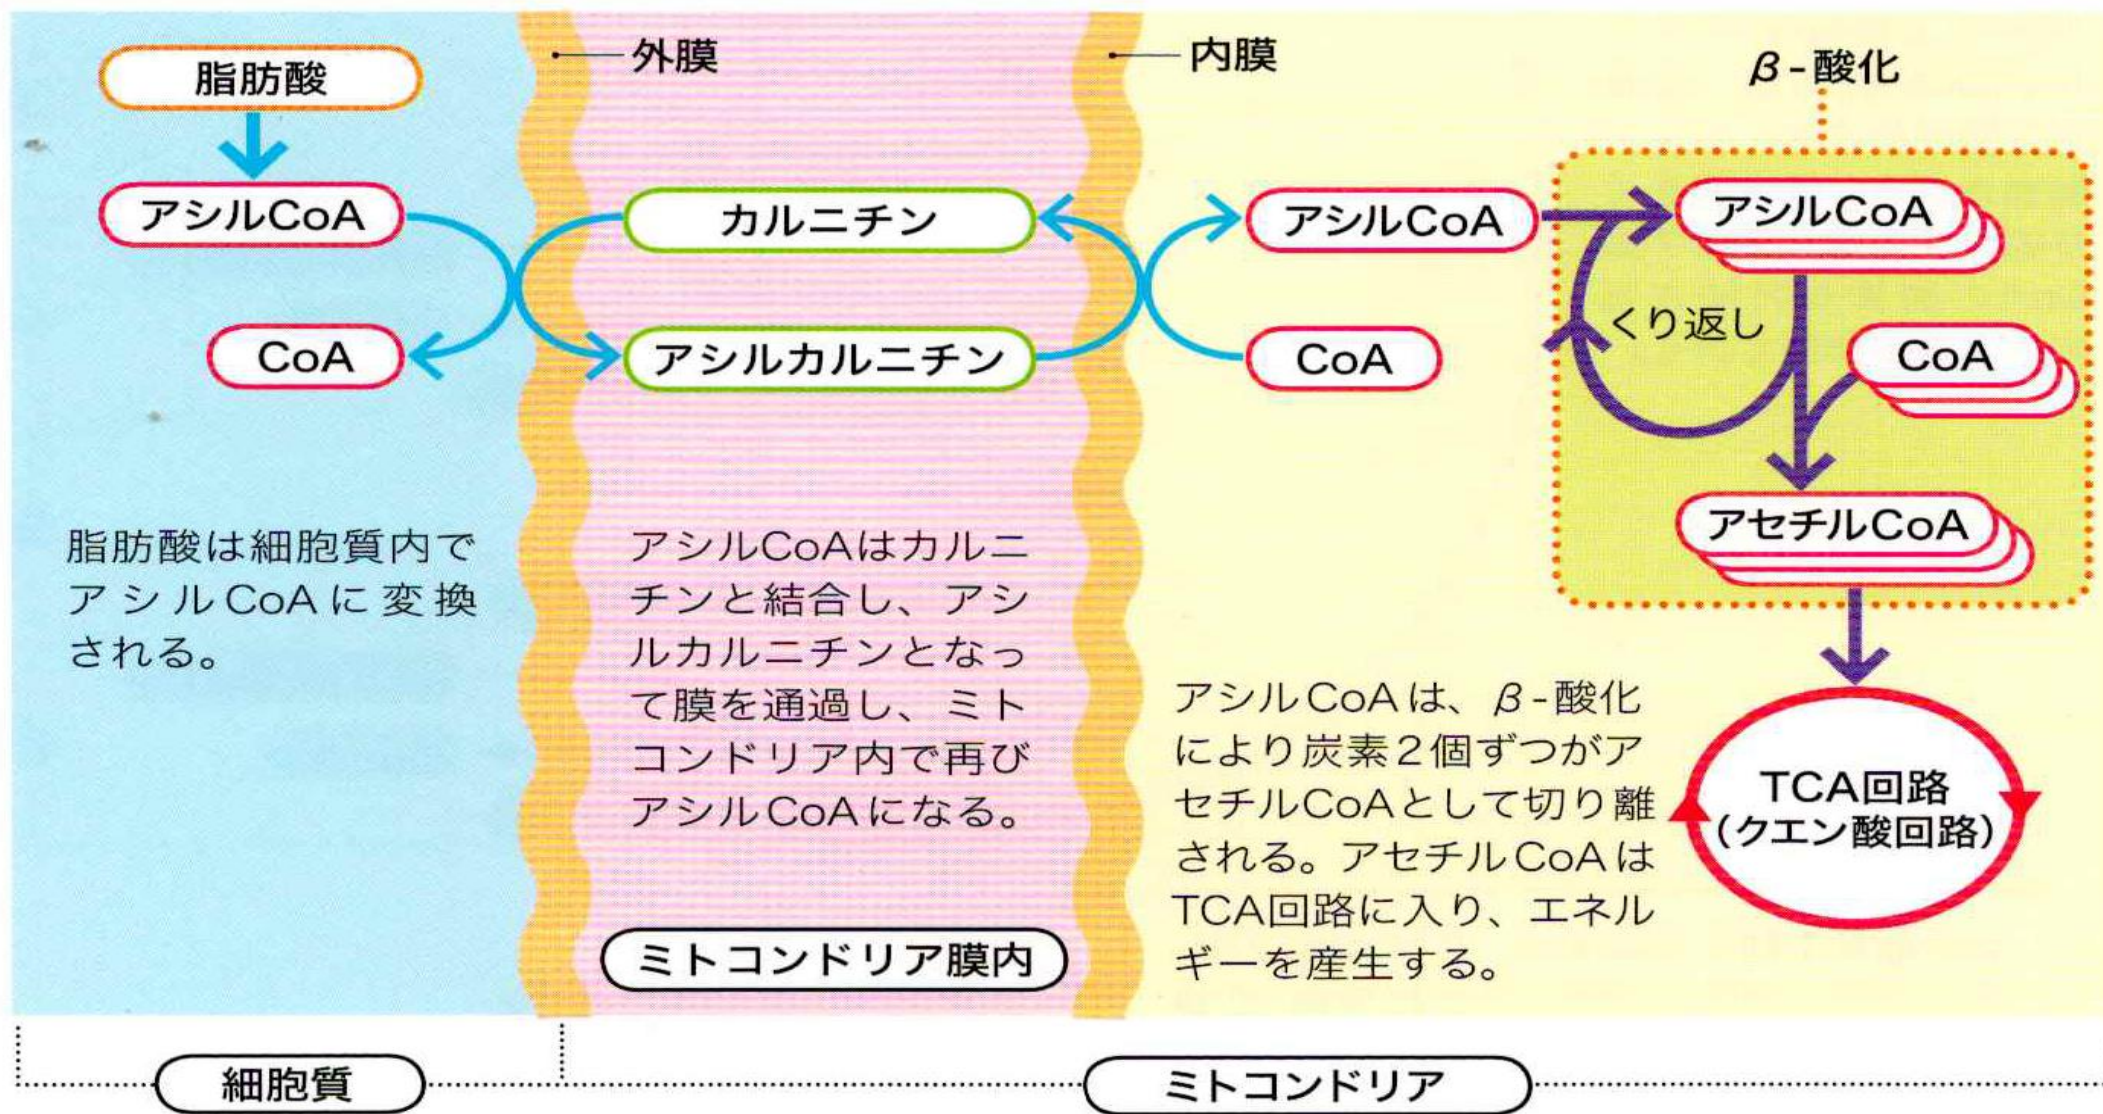 外膜
内膜
β-酸化
脂肪酸
アシルCoA
カルニチン
アシルCoA
アシルCoA
くり返し
CoA
アシルカルニチン
CoA
CoA
アセチルCoA
脂肪酸は細胞質内で
アシルCoAに変換
される。
アシルCoAはカルニ
チンと結合し、アシ
ルカルニチンとなっ
て膜を通過し、ミト
コンドリア内で再び
アシルCoAになる。
アシルCoAは、β-酸化
により炭素2個ずつがア
セチルCoAとして切り離
される。アセチルCoAは
TCA回路に入り、エネル
ギーを産生する。
TCA回路
(クエン酸回路)
ミトコンドリア膜内
細胞質
ミトコンドリア